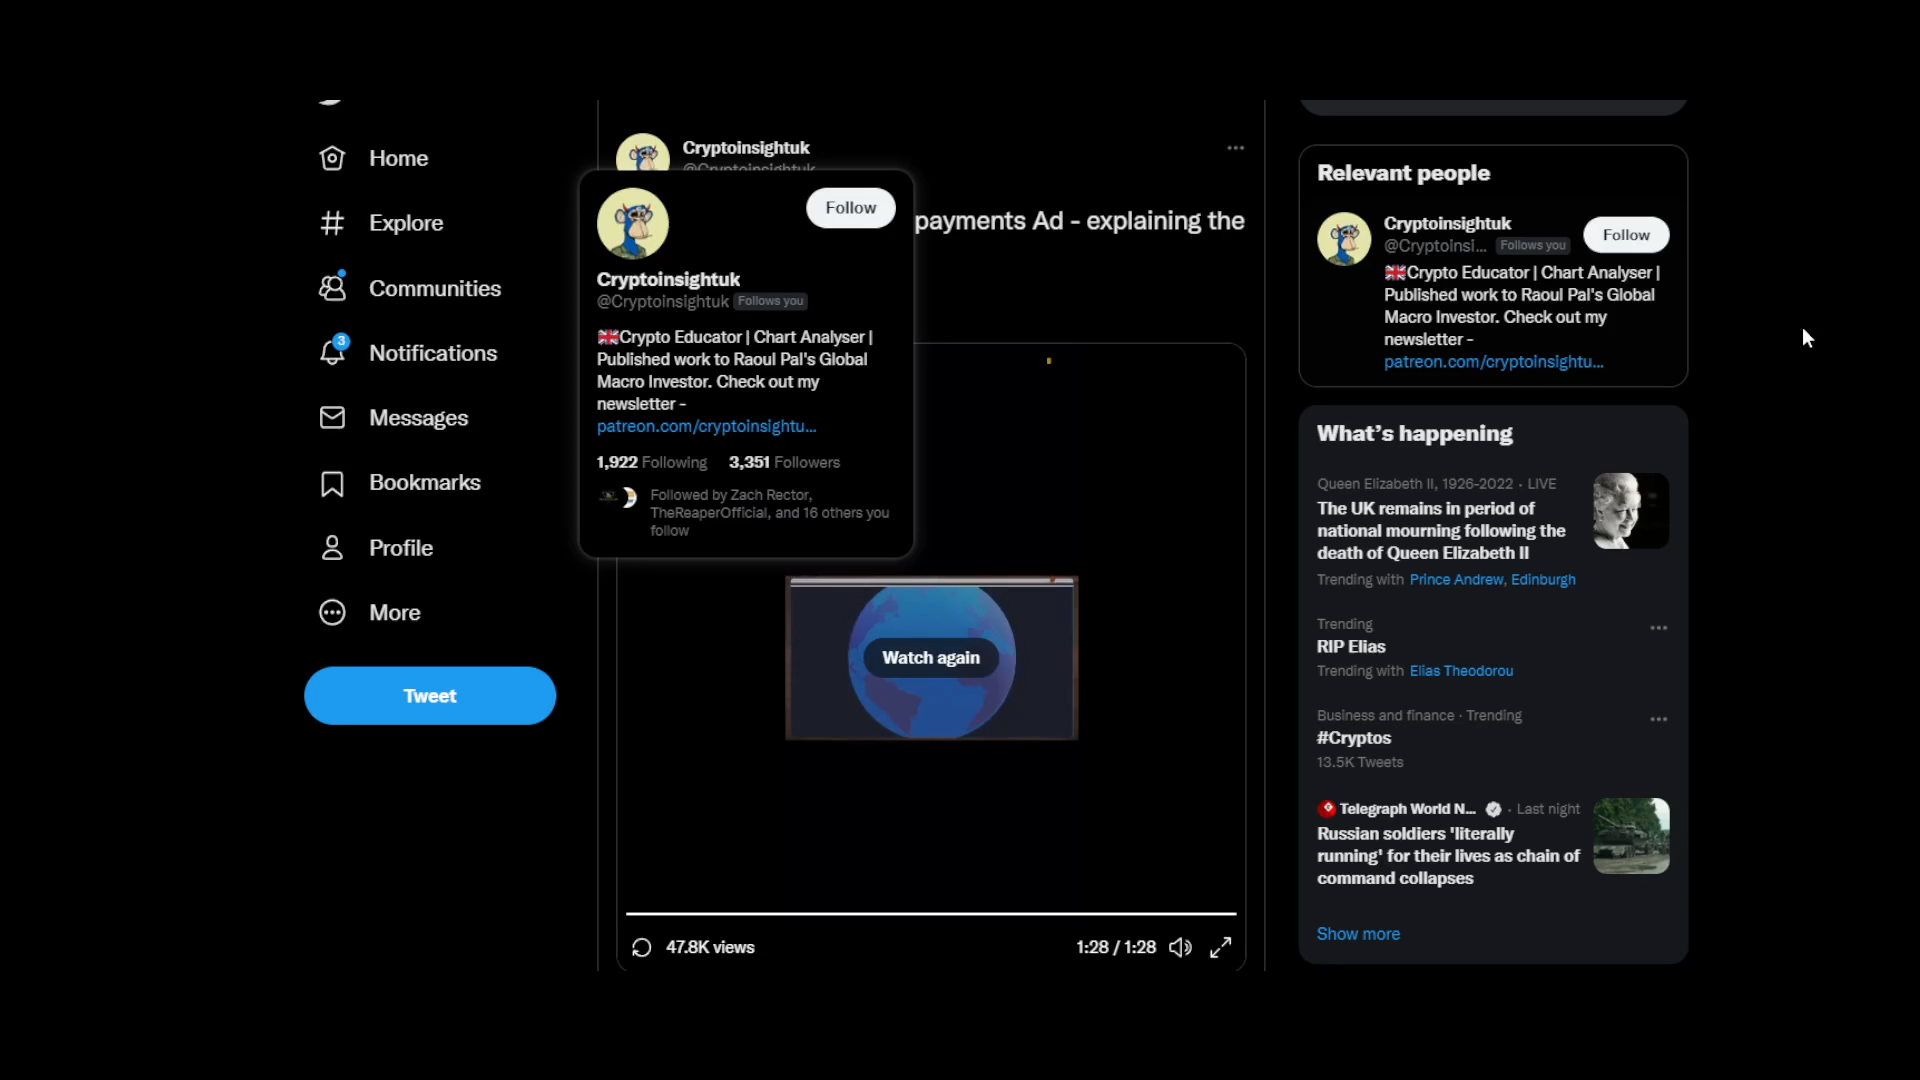 Home
Explore
Communities
3
Notifications
Messages
Bookmarks
Profile
More
Tweet
Cryptoinsightuk
@Cryptoinsightuk
payments Ad - explaining the
Follow
Cryptoinsightuk
@Cryptoinsightuk Follows you
🇬🇧Crypto Educator | Chart Analyser |
Published work to Raoul Pal's Global
Macro Investor. Check out my
newsletter -
patreon.com/cryptoinsightu...
1,922 Following 3,351 Followers
Followed by Zach Rector,
TheReaperOfficial, and 16 others you
follow
Watch again
47.8K views
1:28 / 1:28
Relevant people
Cryptoinsightuk
@Cryptoinsi... Follows you
Follow
🇬🇧Crypto Educator | Chart Analyser |
Published work to Raoul Pal's Global
Macro Investor. Check out my
newsletter -
patreon.com/cryptoinsightu...
What's happening
Queen Elizabeth II, 1926-2022 · LIVE
The UK remains in period of
national mourning following the
death of Queen Elizabeth II
Trending with Prince Andrew, Edinburgh
Trending
RIP Elias
Trending with Elias Theodorou
Business and finance · Trending
#Cryptos
13.5K Tweets
Telegraph World N... · Last night
Russian soldiers 'literally
running' for their lives as chain of
command collapses
Show more